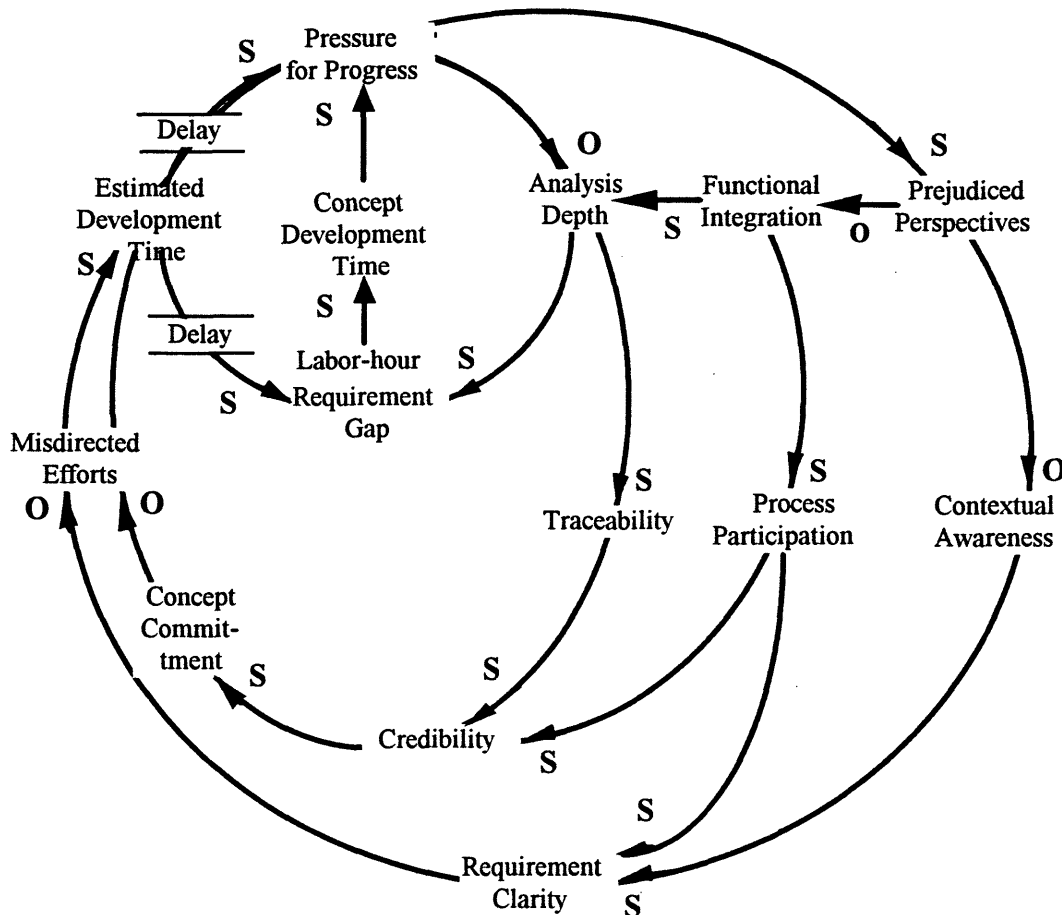 Pressure
for Progress
S
S
Delay
O
S
Estimated
Development
Time
S
Concept
Development
Time
S
Analysis
Depth
S
Functional
Integration
O
Prejudiced
Perspectives
Delay
S
Labor-hour
Requirement
Gap
S
Misdirected
Efforts
O
O
Traceability
S
Process
Participation
S
Contextual
Awareness
O
Concept
Commit-
tment
S
Credibility
S
S
Requirement
Clarity
S
S